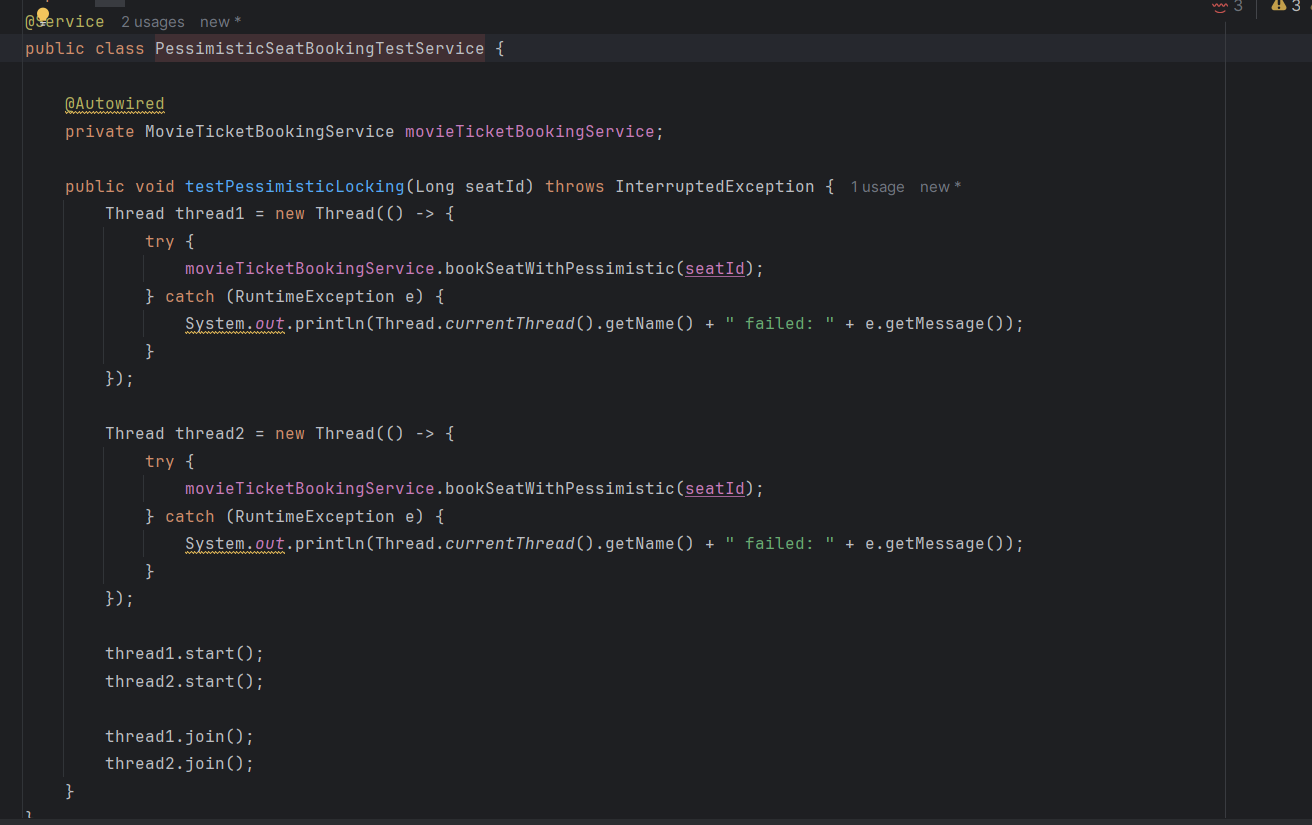 @Service 2 usages new *
public class PessimisticSeatBookingTestService {
@Autowired
private MovieTicketBookingService movieTicketBookingService;
public void testPessimisticLocking(Long seatId) throws InterruptedException { 1 usage new *
Thread thread1 = new Thread(() -> {
try {
movieTicketBookingService.bookSeatWithPessimistic(seatId);
} catch (RuntimeException e) {
System.out.println(Thread.currentThread().getName() + " failed: " + e.getMessage());
}
});
Thread thread2 = new Thread(() -> {
try {
movieTicketBookingService.bookSeatWithPessimistic(seatId);
} catch (RuntimeException e) {
System.out.println(Thread.currentThread().getName() + " failed: " + e.getMessage());
}
});
thread1.start();
thread2.start();
thread1.join();
thread2.join();
}
}
3 3